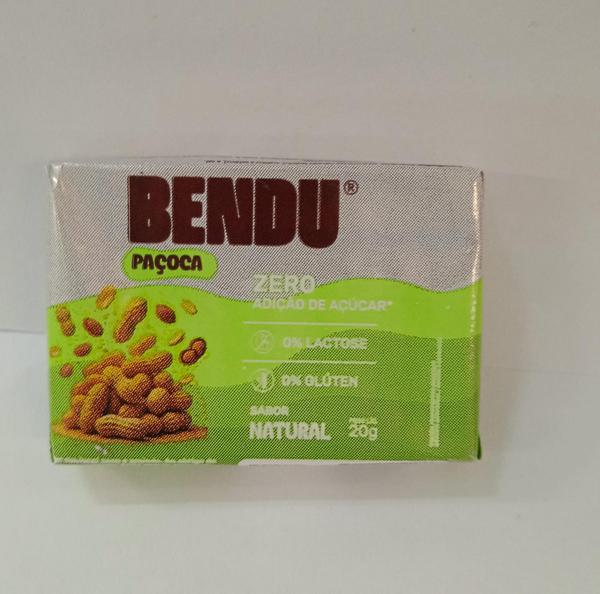 BENDU®
PAÇOCA
ZERO
ADIÇÃO DE AÇÚCAR*
0% LACTOSE
0% GLÚTEN
SABOR
NATURAL
20g